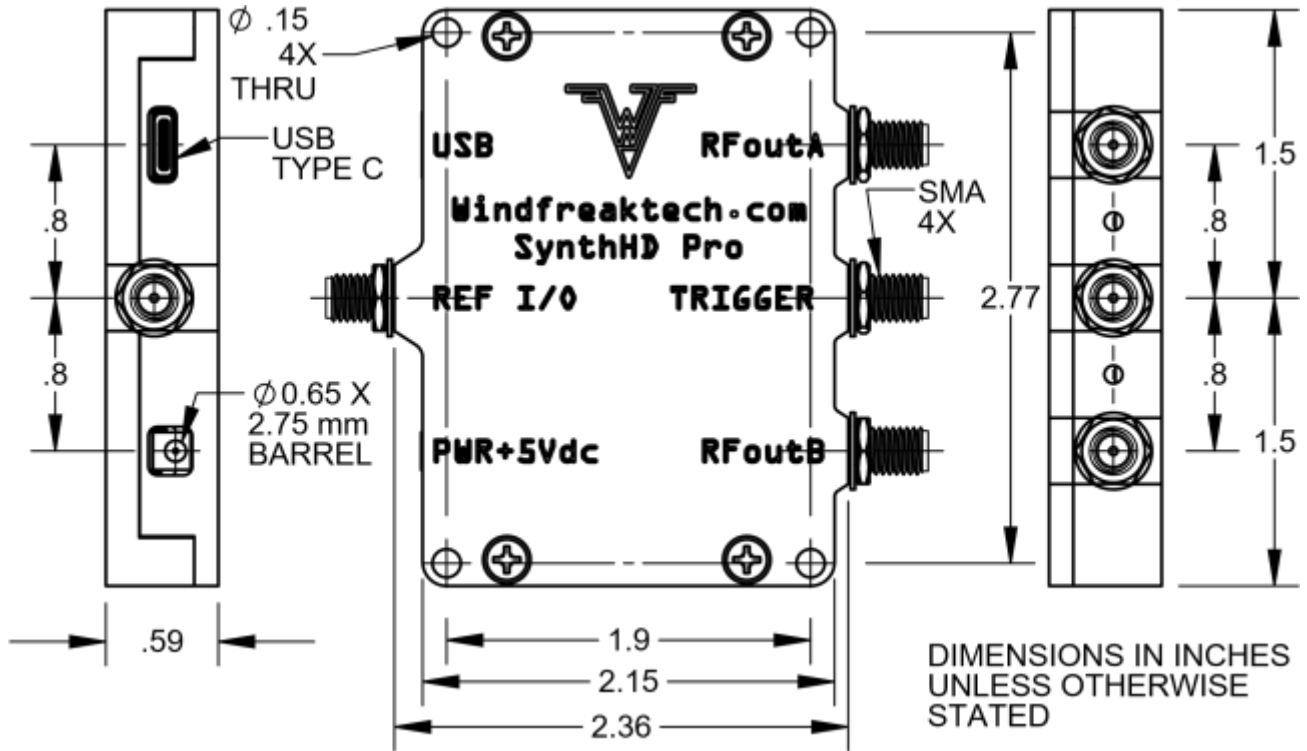 Ø .15
4X
THRU
USB
TYPE C
.8
.8
Ø0.65 X
2.75 mm
BARREL
.59
USB
RFoutA
Windfreaktech.com
SynthHD Pro
REF I/O
TRIGGER
PWR+5Vdc
RFoutB
SMA
4X
2.77
1.9
2.15
2.36
1.5
.8
.8
1.5
DIMENSIONS IN INCHES
UNLESS OTHERWISE
STATED